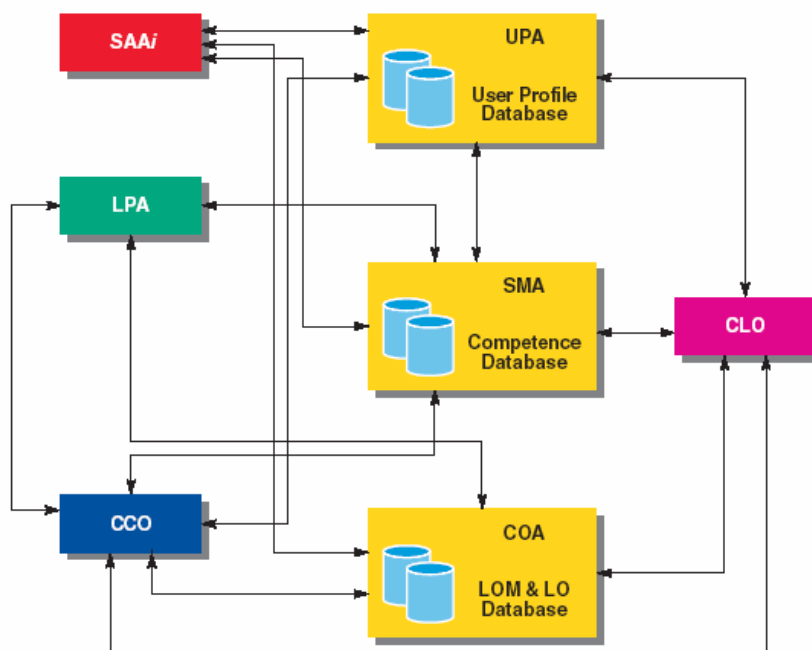 SAAi
UPA
User Profile
Database
LPA
SMA
Competence
Database
CLO
CCO
COA
LOM & LO
Database